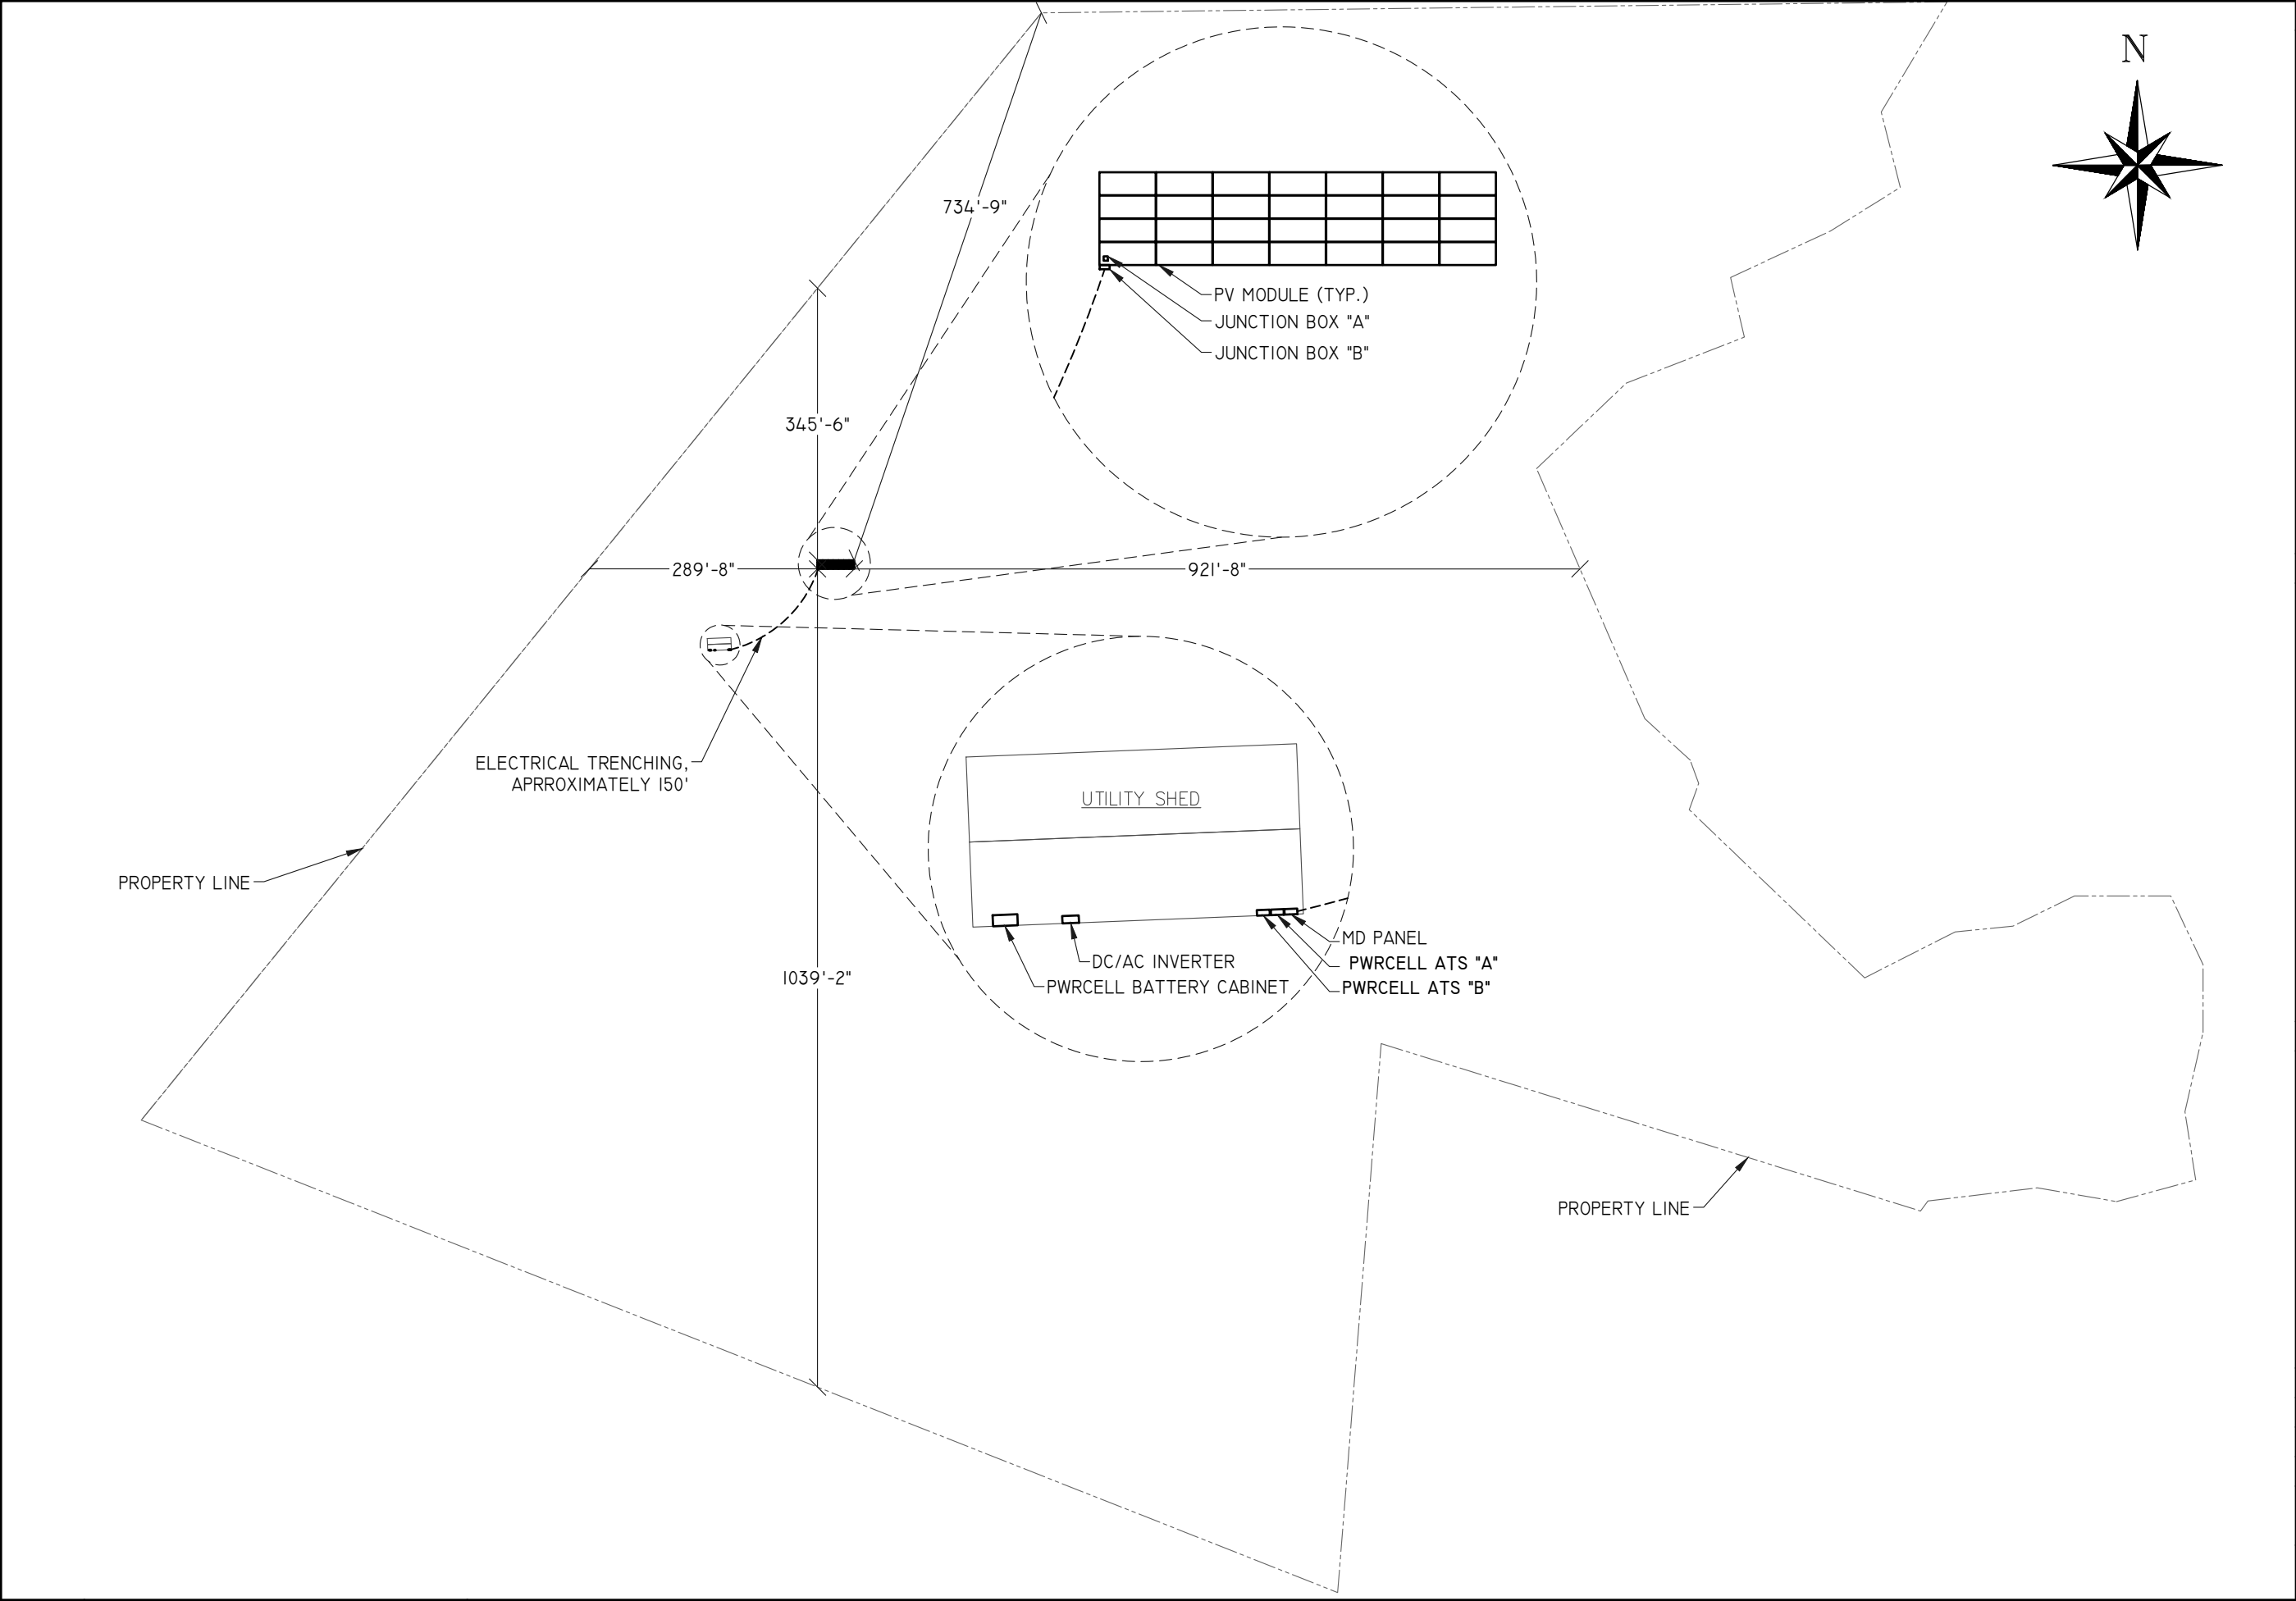 N
734'-9"
PV MODULE (TYP.)
JUNCTION BOX "A"
JUNCTION BOX "B"
345'-6"
289'-8"
921'-8"
ELECTRICAL TRENCHING,
APRROXIMATELY 150'
UTILITY SHED
PROPERTY LINE
MD PANEL
DC/AC INVERTER
PWRCELL ATS "A"
PWRCELL BATTERY CABINET
PWRCELL ATS "B"
1039'-2"
PROPERTY LINE